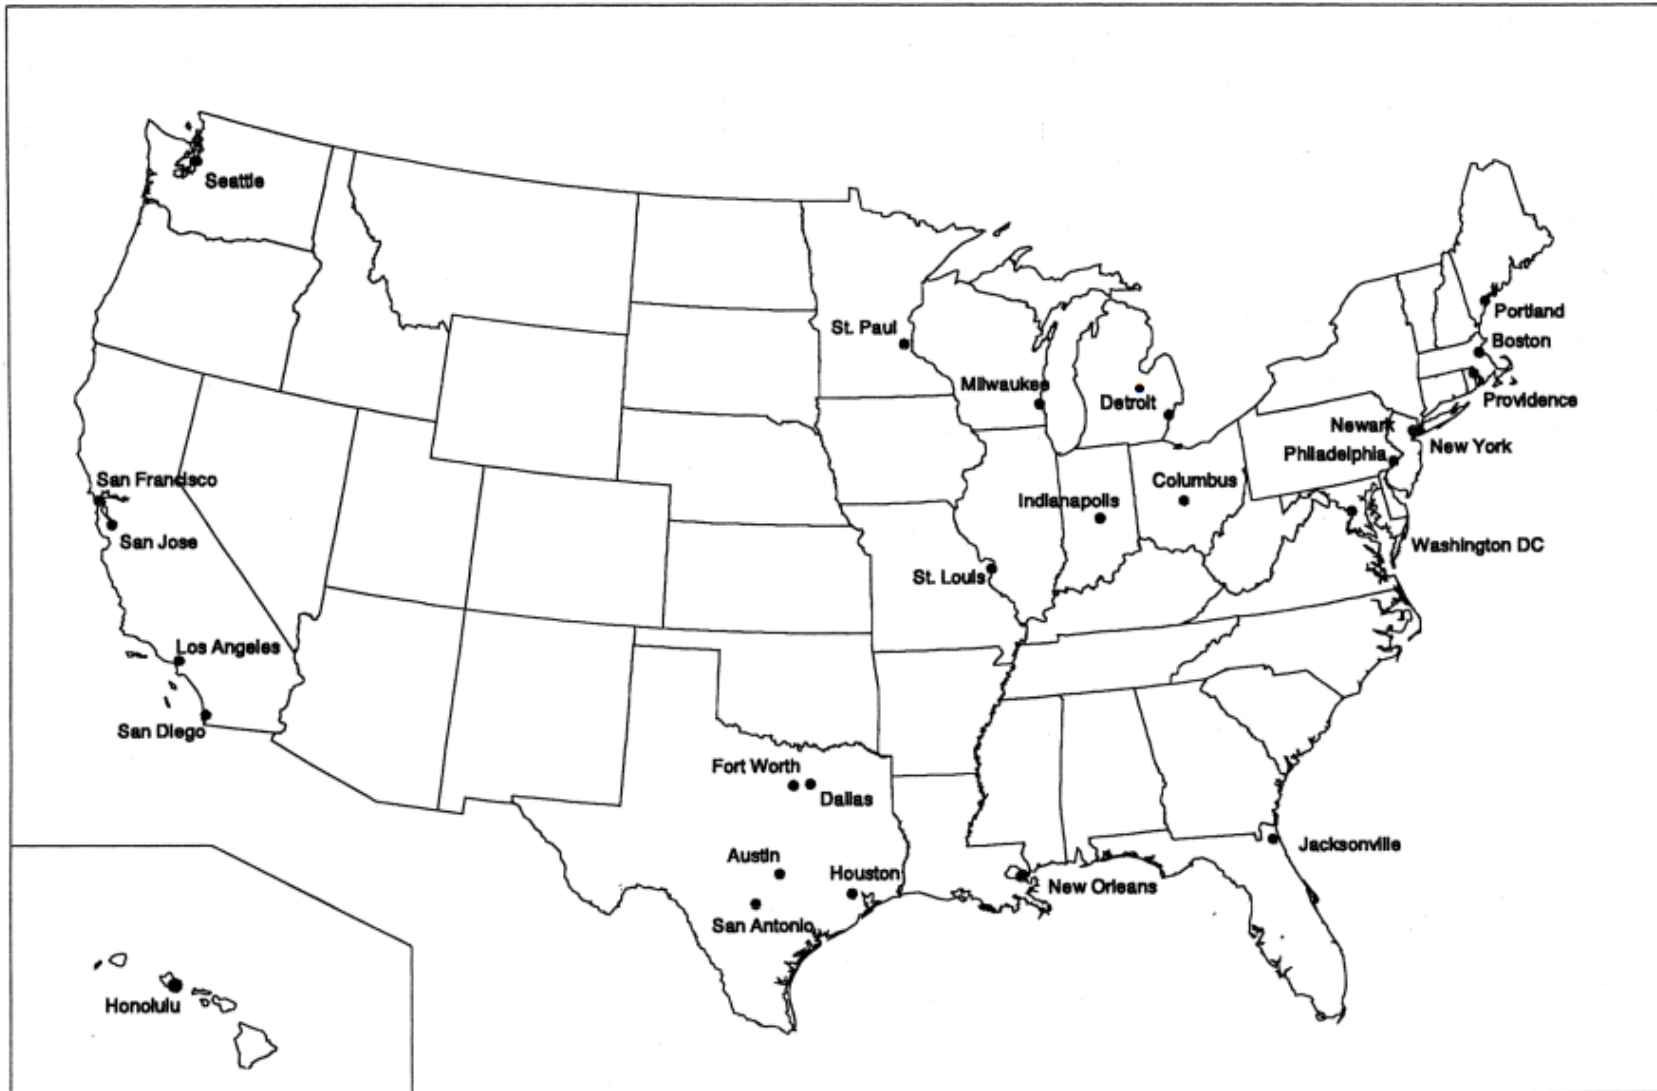 Seattle
Portland
St. Paul
Boston
Milwaukee
Detroit
Providence
Newark
New York
Philadelphia
San Francisco
Columbus
Indianapolis
San Jose
Washington DC
St. Louis
Los Angeles
San Diego
Fort Worth
Dallas
Jacksonville
Austin
Houston
New Orleans
San Antonio
Honolulu